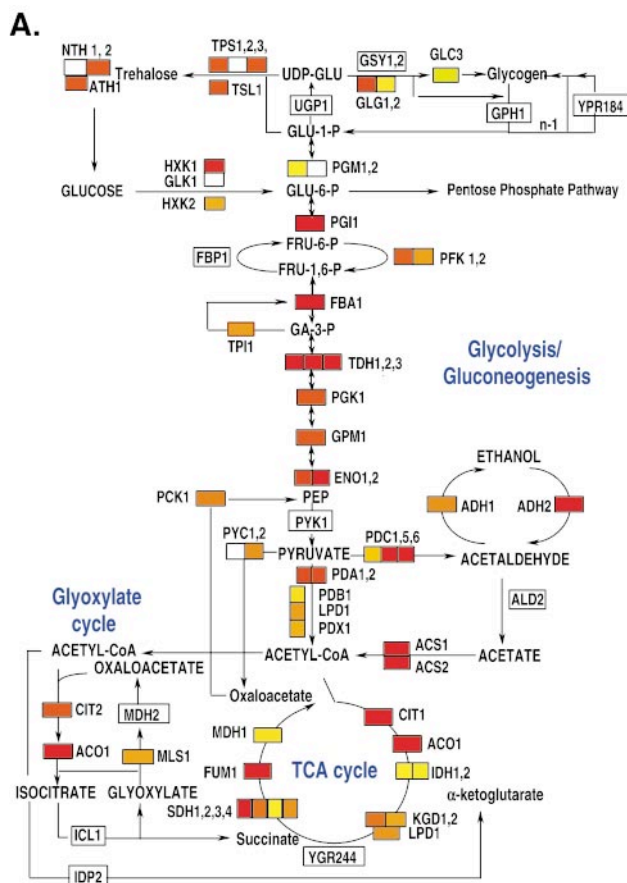 A.
NTH 1, 2
TPS1,2,3,
GSY1,2
GLC3
Trehalose
UDP-GLU
Glycogen
ATH1
TSL1
GLG1,2
UGP1
GPH1
YPR184
GLU-1-P
n-1
HXK1
GLK1
PGM1,2
GLUCOSE
GLU-6-P
Pentose Phosphate Pathway
HXK2
PGI1
FRU-6-P
FBP1
PFK 1,2
FRU-1,6-P
FBA1
GA-3-P
TPI1
TDH1,2,3
Glycolysis/
Gluconeogenesis
PGK1
GPM1
ETHANOL
ENO1,2
PCK1
PEP
ADH1
ADH2
PYK1
PYC1,2
PDC1,5,6
PYRUVATE
ACETALDEHYDE
PDA1,2
PDB1
LPD1
PDX1
ALD2
Glyoxylate
cycle
ACETYL-CoA
ACETYL-CoA
ACS1
ACS2
ACETATE
OXALOACETATE
Oxaloacetate
CIT2
MDH2
CIT1
MDH1
ACO1
MLS1
ACO1
FUM1
TCA cycle
IDH1,2
ISOCITRATE
GLYOXYLATE
α-ketoglutarate
SDH1,2,3,4
KGD1,2
LPD1
ICL1
Succinate
YGR244
IDP2